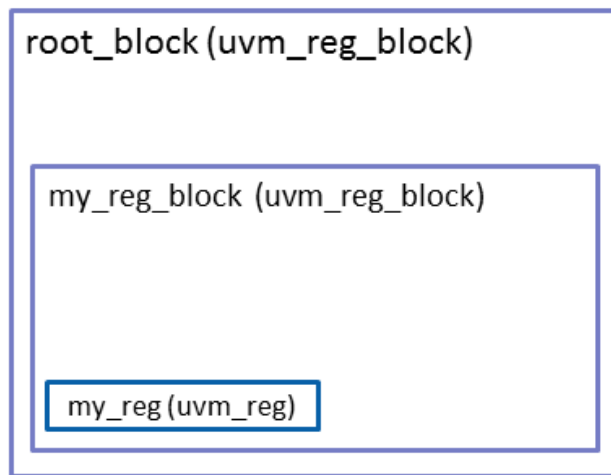 root_block (uvm_reg_block)
my_reg_block (uvm_reg_block)
my_reg (uvm_reg)